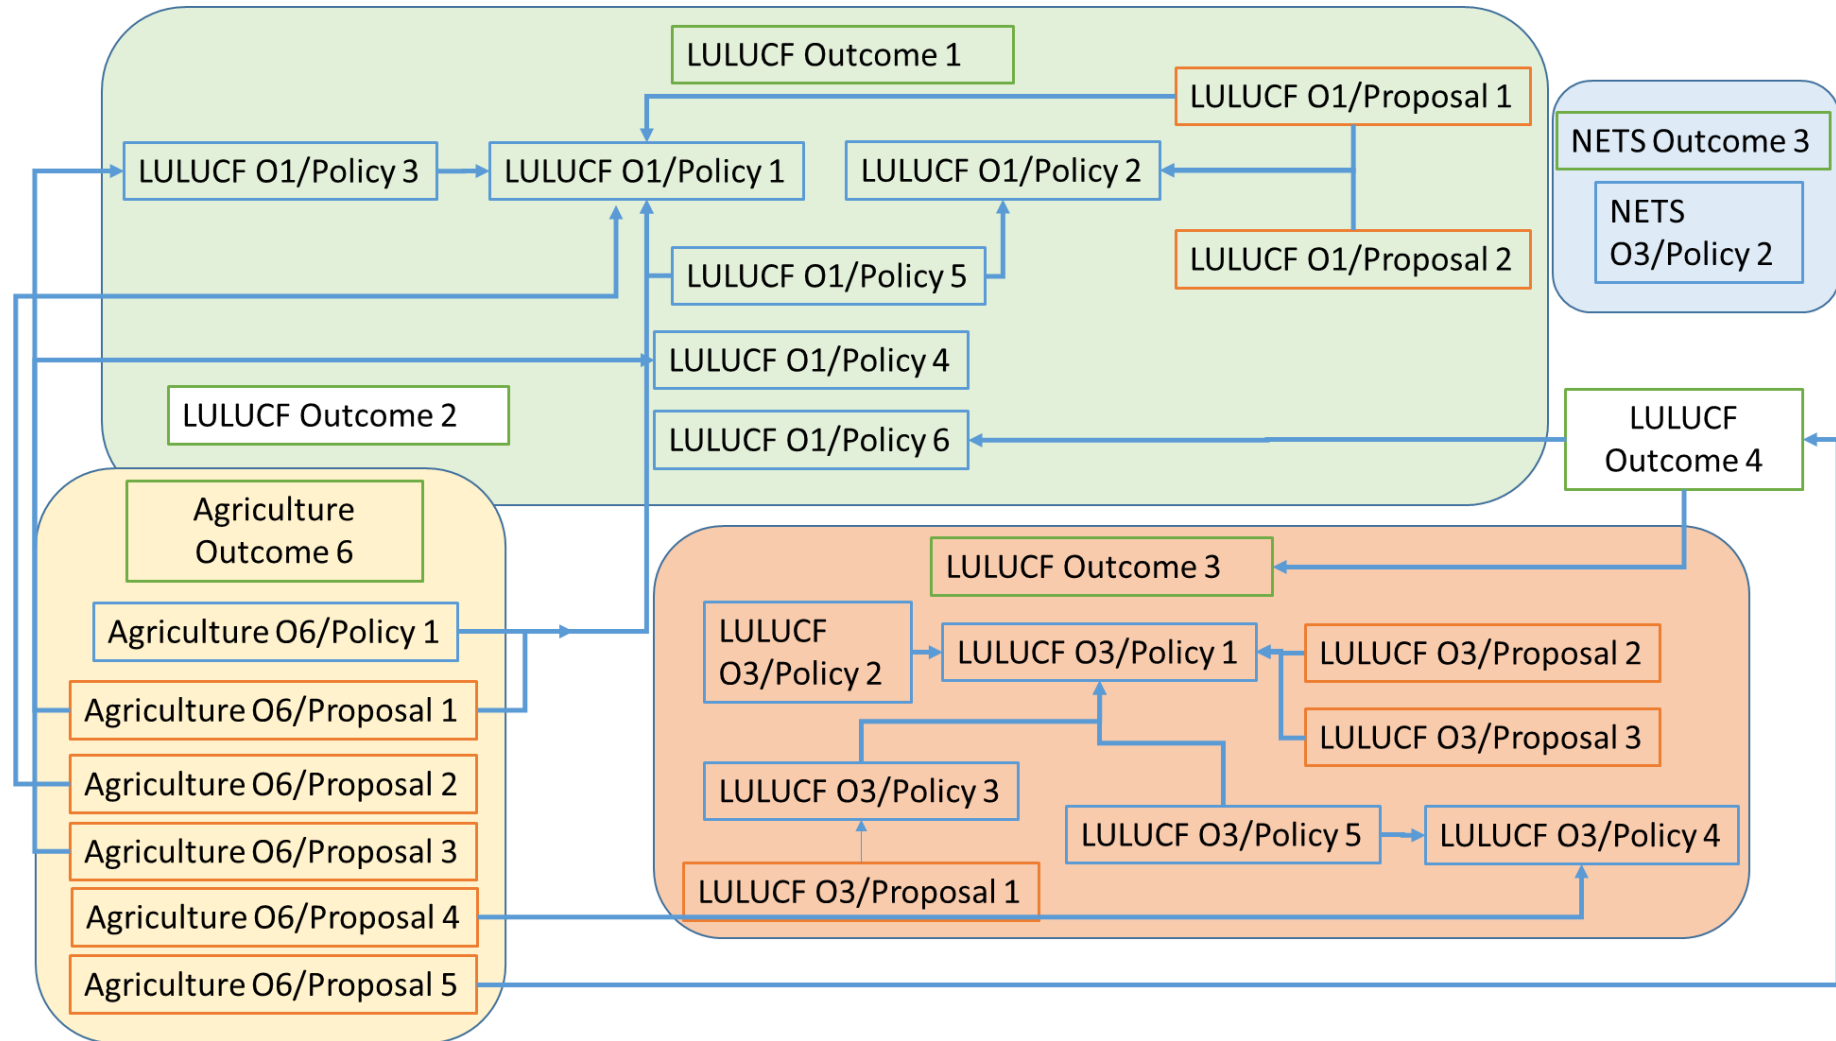 LULUCF Outcome 1
LULUCF O1/Proposal 1
NETS Outcome 3
LULUCF O1/Policy 3
LULUCF O1/Policy 1
LULUCF O1/Policy 2
NETS
O3/Policy 2
LULUCF O1/Policy 5
LULUCF O1/Proposal 2
LULUCF O1/Policy 4
LULUCF Outcome 2
LULUCF O1/Policy 6
LULUCF
Outcome 4
Agriculture
Outcome 6
LULUCF Outcome 3
Agriculture O6/Policy 1
LULUCF
O3/Policy 2
LULUCF O3/Policy 1
LULUCF O3/Proposal 2
Agriculture O6/Proposal 1
LULUCF O3/Proposal 3
Agriculture O6/Proposal 2
LULUCF O3/Policy 3
Agriculture O6/Proposal 3
LULUCF O3/Policy 5
LULUCF O3/Policy 4
LULUCF O3/Proposal 1
Agriculture O6/Proposal 4
Agriculture O6/Proposal 5